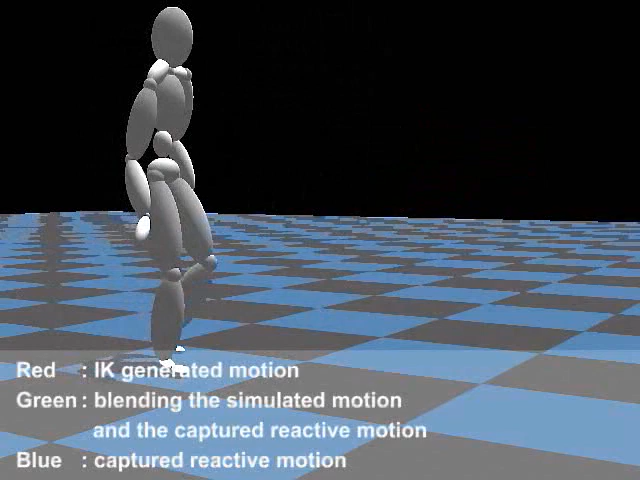 Red : IK generated motion
Green : blending the simulated motion
and the captured reactive motion
Blue : captured reactive motion